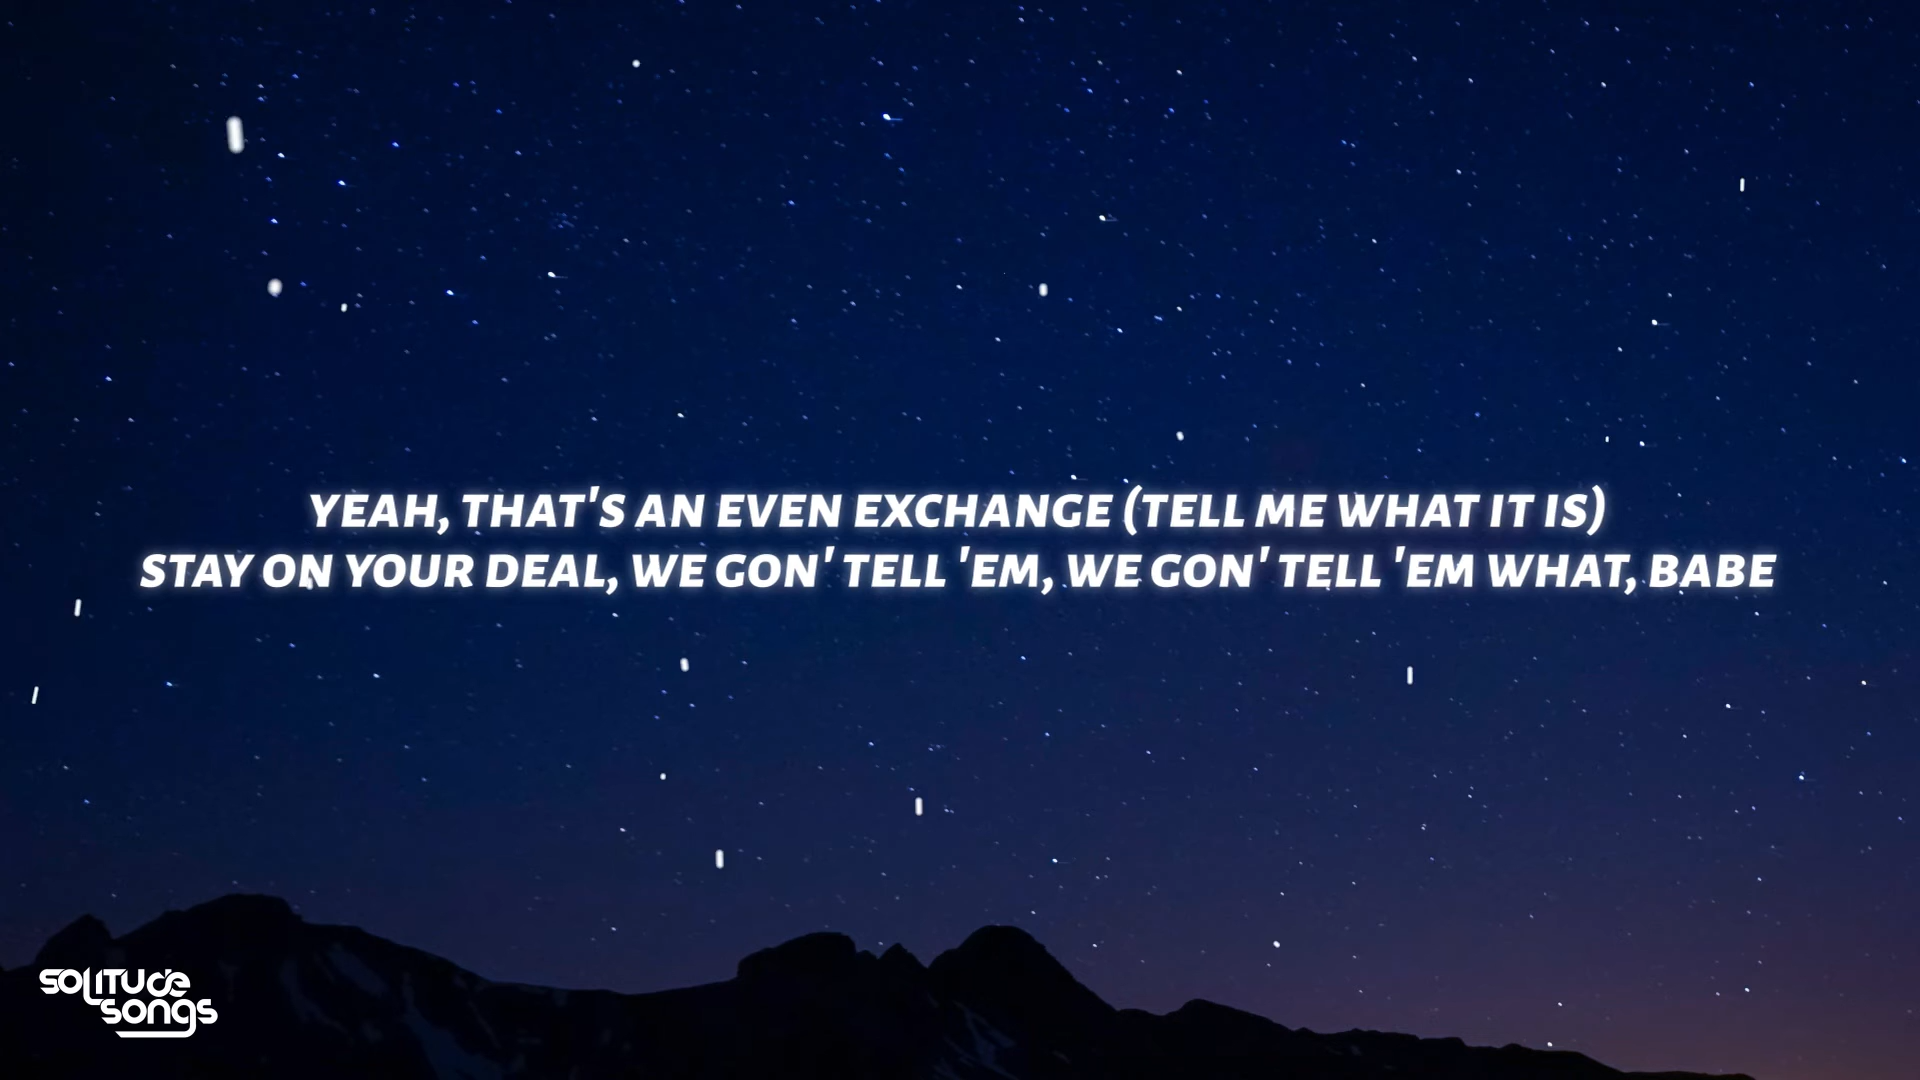 YEAH, THAT'S AN EVEN EXCHANGE (TELL ME WHAT IT IS)
STAY ON YOUR DEAL, WE GON' TELL 'EM, WE GON' TELL 'EM WHAT, BABE
SOLITUDE
SONGS